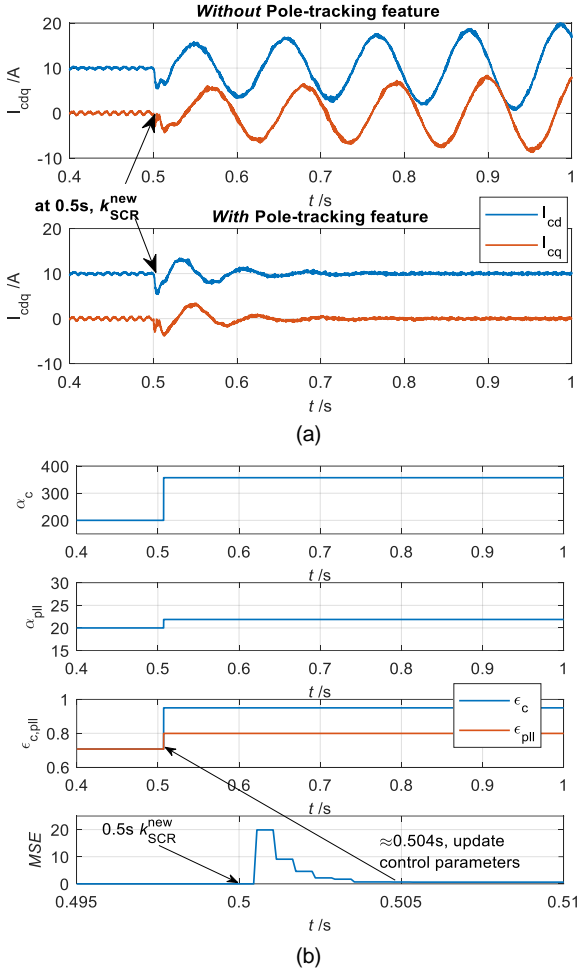 Without Pole-tracking feature
20
10
0
-10
I_cdq /A
0.4 0.5 0.6 0.7 0.8 0.9 1
t /s
at 0.5s, k_SCR^new
With Pole-tracking feature
I_cd
I_cq
20
10
0
-10
I_cdq /A
0.4 0.5 0.6 0.7 0.8 0.9 1
t /s
(a)
400
300
200
α_c
0.4 0.5 0.6 0.7 0.8 0.9 1
t /s
30
25
20
15
α_pll
0.4 0.5 0.6 0.7 0.8 0.9 1
t /s
1
0.8
0.6
ϵ_c,pll
ϵ_c
ϵ_pll
0.4 0.5 0.6 0.7 0.8 0.9 1
t /s
0.5s k_SCR^new
≈0.504s, update
control parameters
20
10
0
MSE
0.495 0.5 0.505 0.51
t /s
(b)